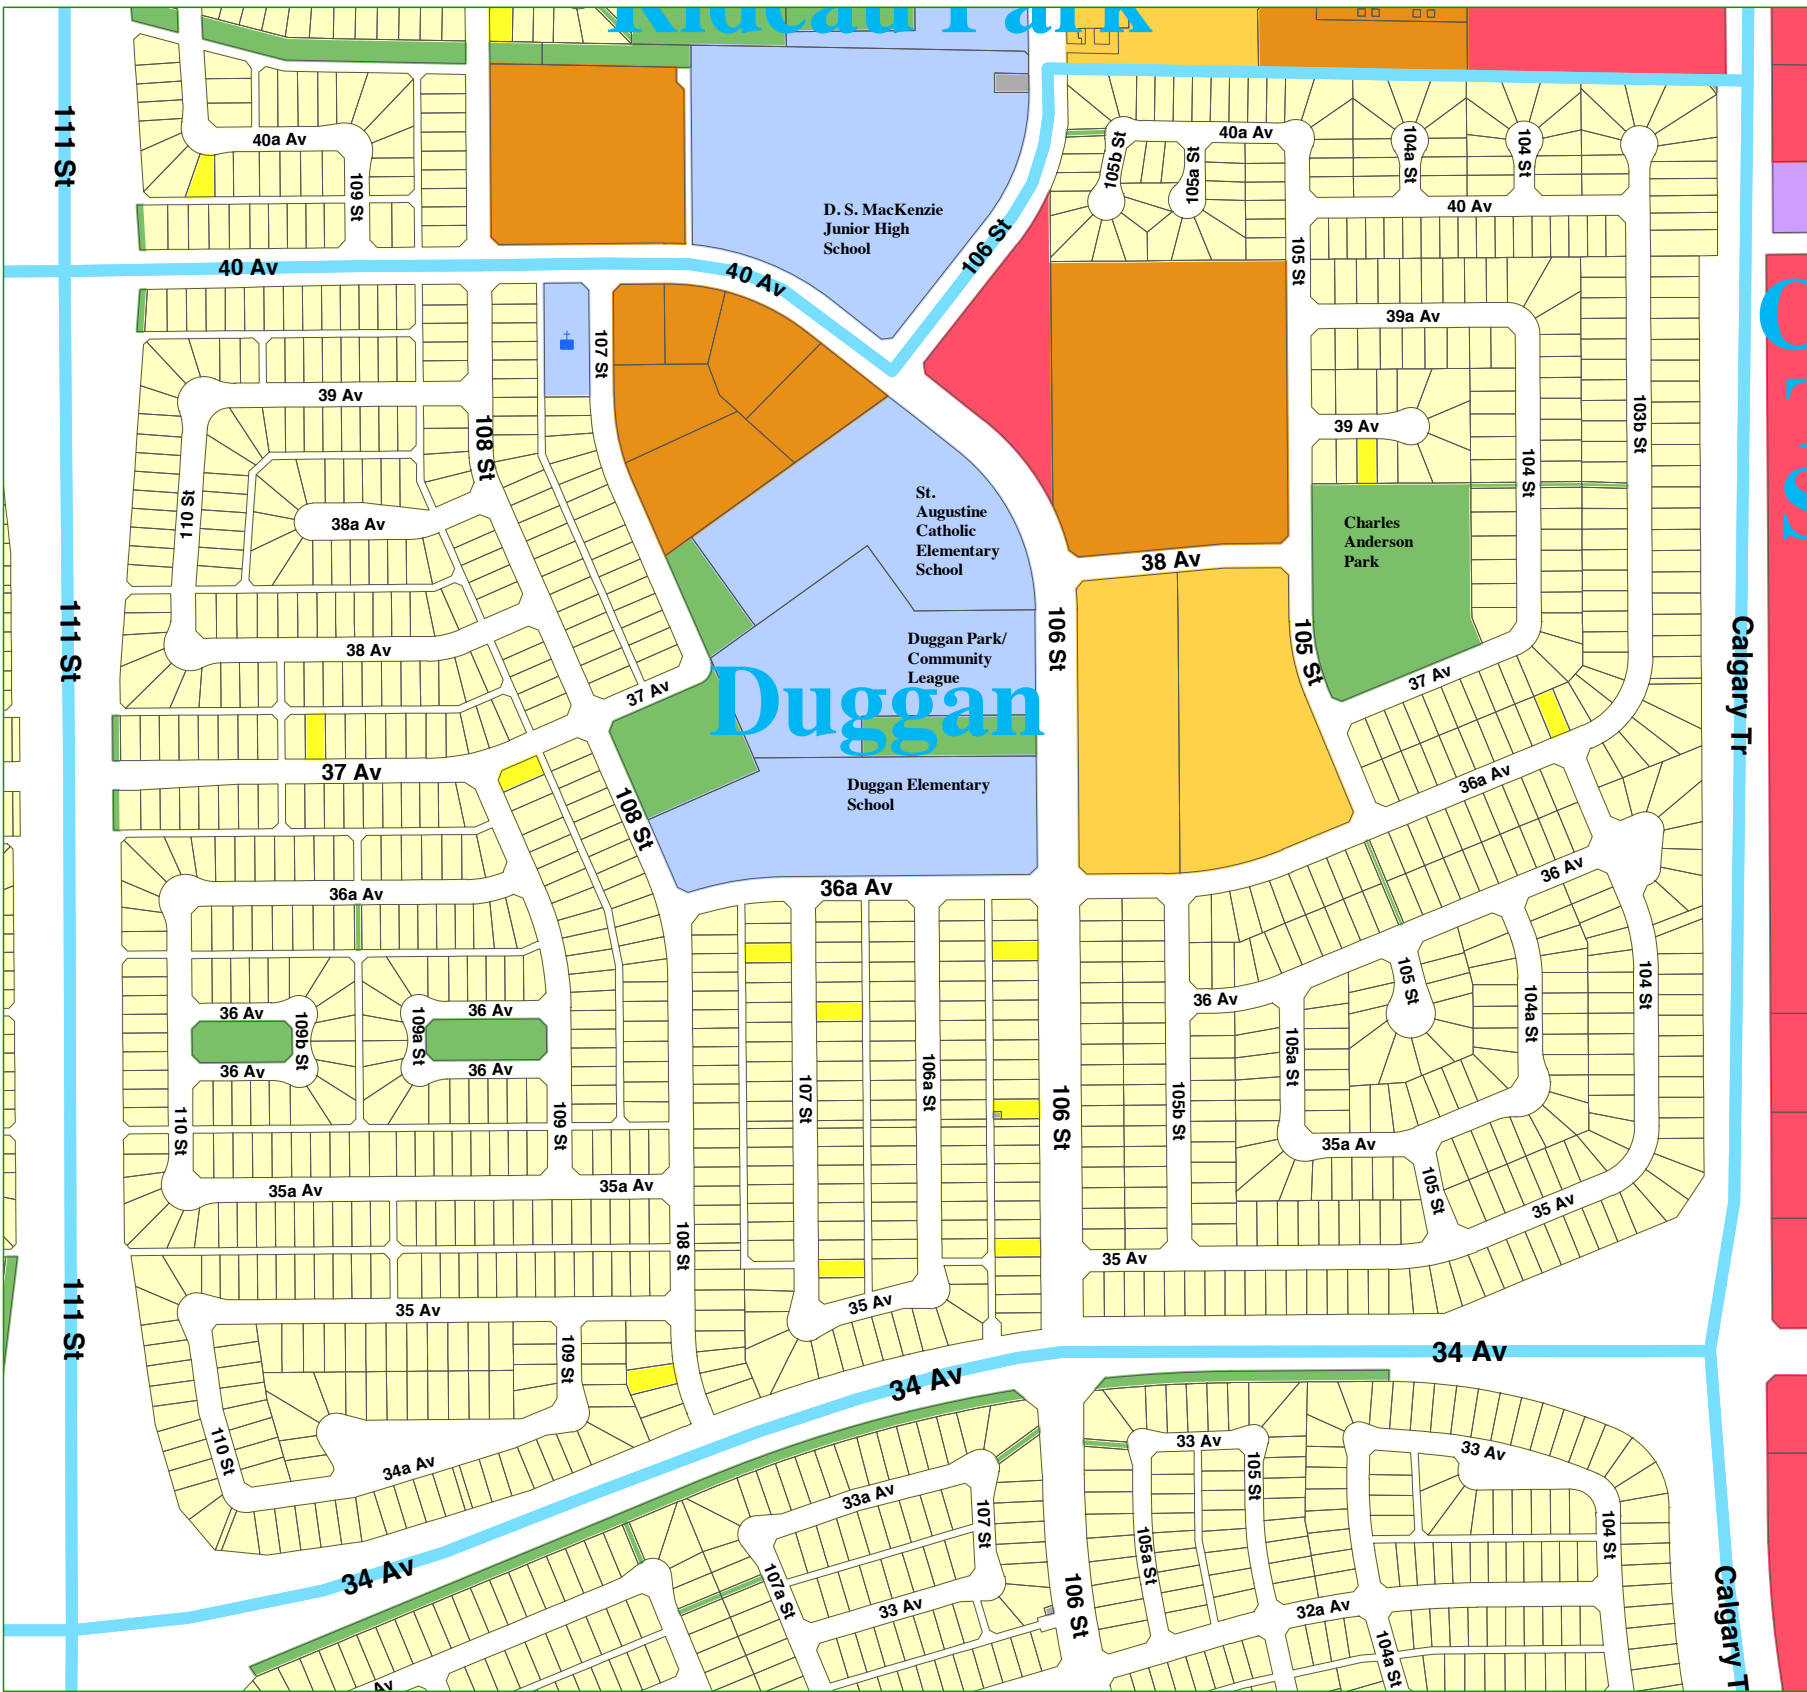 Rideau Park
111 St
40a Av
109 St
40 Av
40 Av
D. S. MacKenzie
Junior High
School
106 St
105b St
105a St
40a Av
104a St
104 St
40 Av
105 St
39a Av
39 Av
104 St
103b St
107 St
39 Av
108 St
110 St
38a Av
St.
Augustine
Catholic
Elementary
School
Charles
Anderson
Park
38 Av
111 St
38 Av
37 Av
Duggan Park/
Community
League
Duggan
106 St
105 St
37 Av
Calgary Tr
37 Av
108 St
Duggan Elementary
School
36a Av
36 Av
36a Av
36a Av
36 Av
109b St
36 Av
109a St
36 Av
36 Av
110 St
109 St
107 St
106a St
106 St
36 Av
105b St
105a St
105 St
104a St
104 St
35a Av
105 St
35 Av
35a Av
35a Av
108 St
35 Av
35 Av
111 St
35 Av
109 St
110 St
34a Av
34 Av
34 Av
34 Av
33a Av
107 St
107a St
33 Av
106 St
33 Av
105 St
105a St
33 Av
104 St
32a Av
104a St
Calgary T
Av